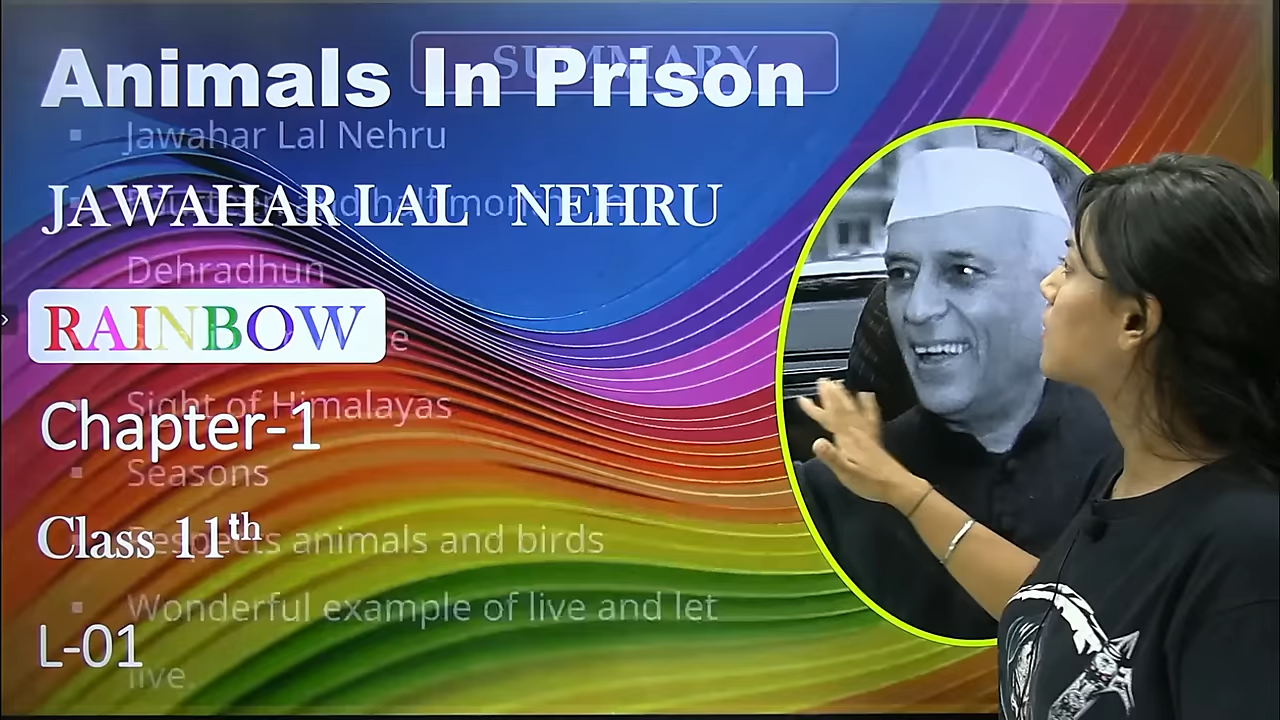 Animals In Prison
SUMMARY
▪ Jawahar Lal Nehru
JAWAHAR LAL NEHRU
Dehradhun
RAINBOW
▪ Sight of Himalayas
Chapter-1
▪ Seasons
Class 11th
animals and birds
▪ Wonderful example of live and let
L-01
live.